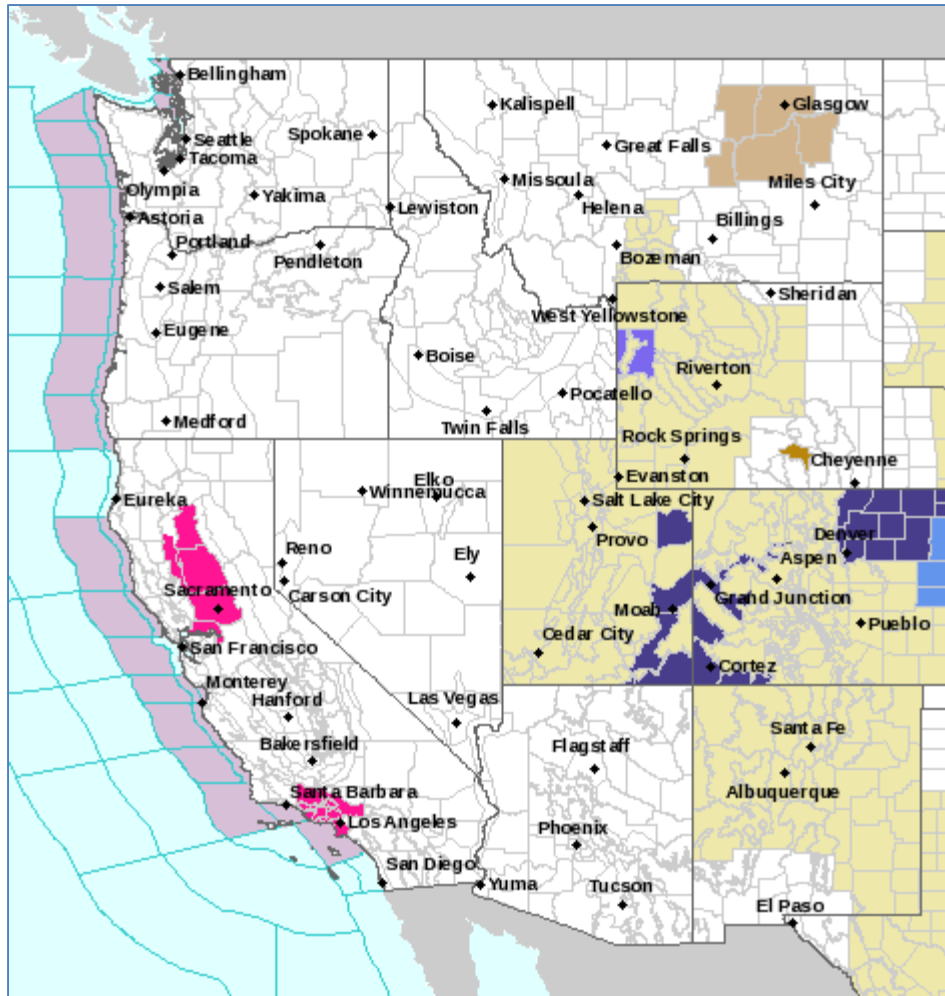 Bellingham
Kalispell
Glasgow
Seattle
Spokane
Great Falls
Tacoma
Missoula
Miles City
Olympia
Yakima
Helena
Lewiston
Astoria
Billings
Portland
Pendleton
Bozeman
Salem
Sheridan
West Yellowstone
Eugene
Boise
Riverton
Pocatello
Medford
Twin Falls
Rock Springs
Cheyenne
Evanston
Elko
Winnemucca
Eureka
Salt Lake City
Provo
Denver
Reno
Ely
Aspen
Sacramento
Carson City
Grand Junction
Moab
Pueblo
Cedar City
San Francisco
Cortez
Monterey
Hanford
Las Vegas
Santa Fe
Bakersfield
Flagstaff
Albuquerque
Santa Barbara
Los Angeles
Phoenix
San Diego
Yuma
Tucson
El Paso